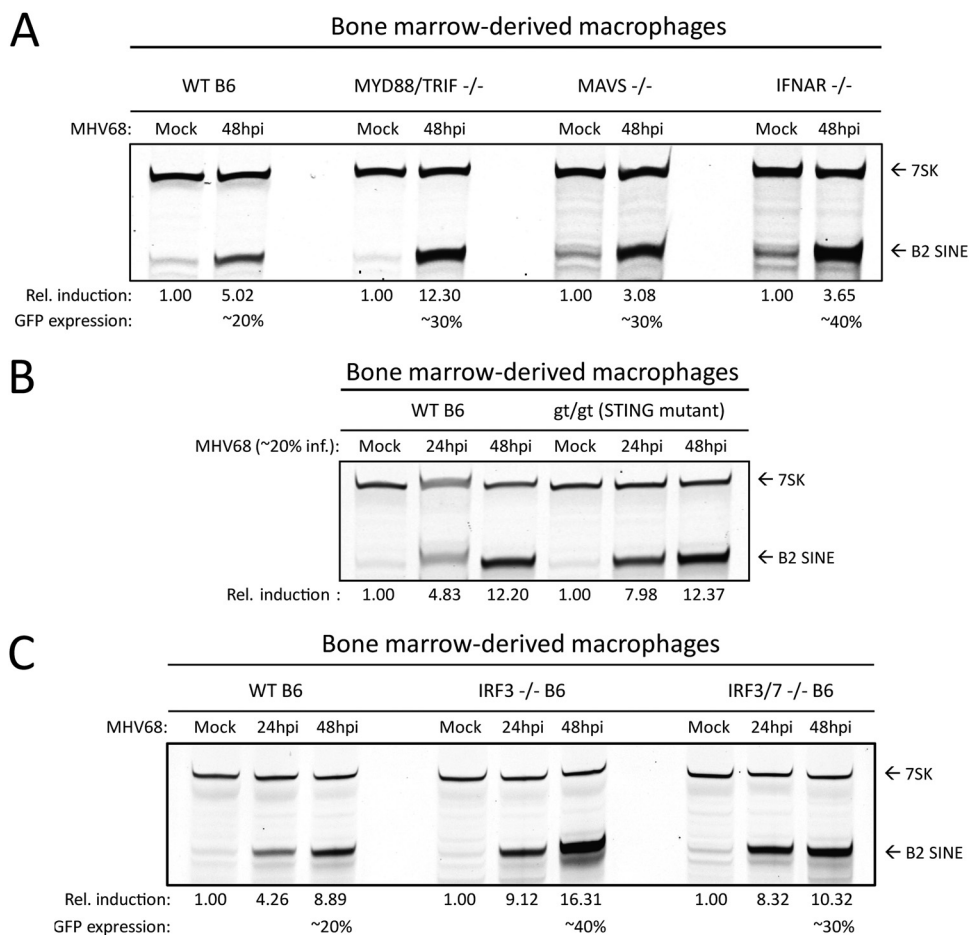 A
Bone marrow-derived macrophages
WT B6 MYD88/TRIF -/- MAVS -/- IFNAR -/-
MHV68: Mock 48hpi Mock 48hpi Mock 48hpi Mock 48hpi
← 7SK
← B2 SINE
Rel. induction: 1.00 5.02 1.00 12.30 1.00 3.08 1.00 3.65
GFP expression: ~20% ~30% ~30% ~40%
B
Bone marrow-derived macrophages
WT B6 gt/gt (STING mutant)
MHV68 (~20% inf.): Mock 24hpi 48hpi Mock 24hpi 48hpi
← 7SK
← B2 SINE
Rel. induction : 1.00 4.83 12.20 1.00 7.98 12.37
C
Bone marrow-derived macrophages
WT B6 IRF3 -/- B6 IRF3/7 -/- B6
MHV68: Mock 24hpi 48hpi Mock 24hpi 48hpi Mock 24hpi 48hpi
← 7SK
← B2 SINE
Rel. induction: 1.00 4.26 8.89 1.00 9.12 16.31 1.00 8.32 10.32
GFP expression: ~20% ~40% ~30%